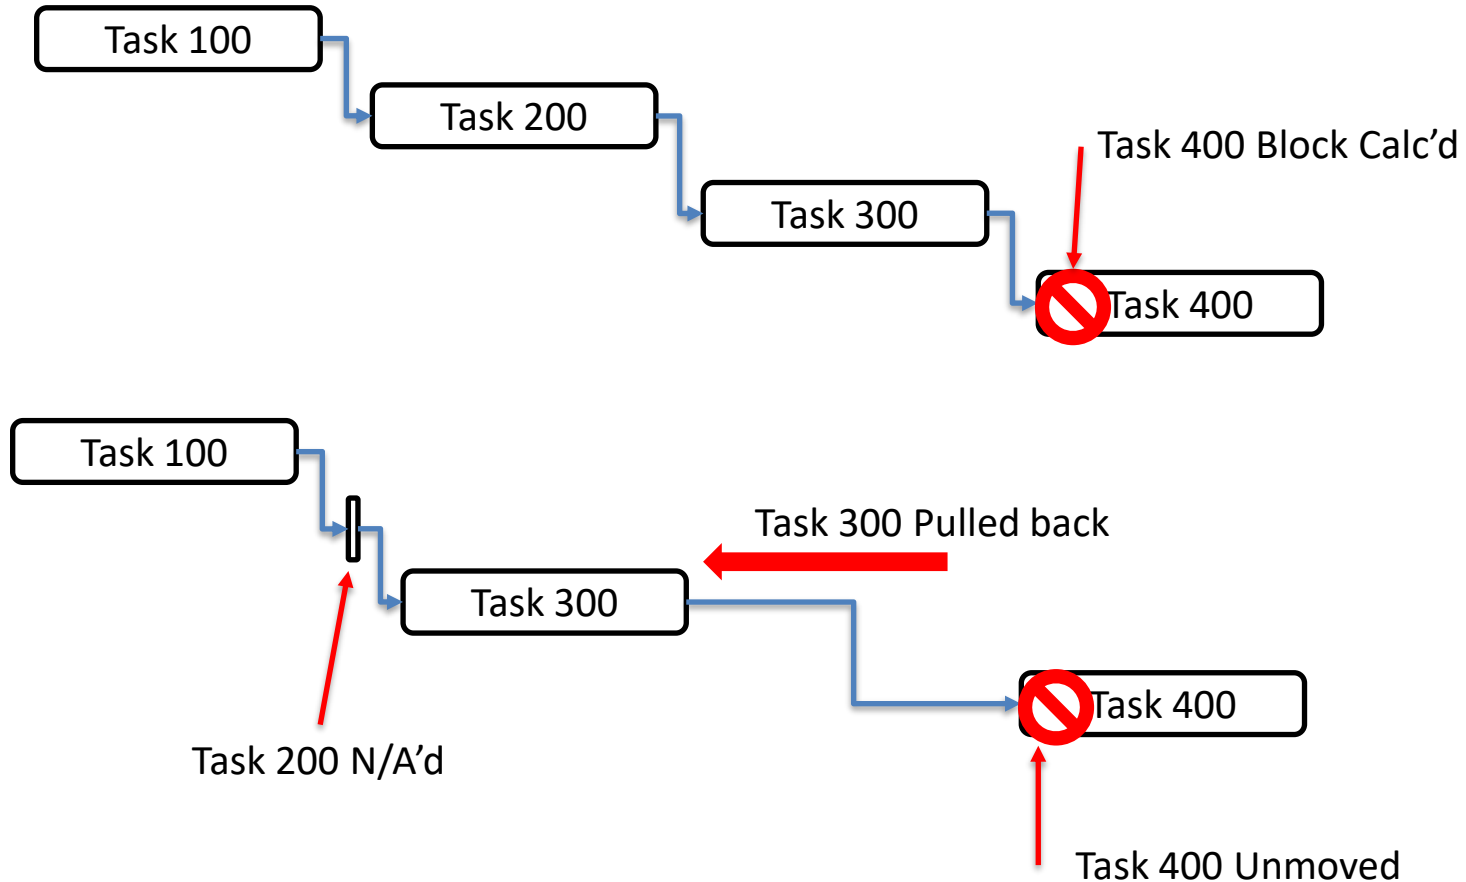 Task 100
Task 200
Task 400 Block Calc’d
Task 300
Task 400
Task 100
Task 300 Pulled back
Task 300
Task 400
Task 200 N/A’d
Task 400 Unmoved